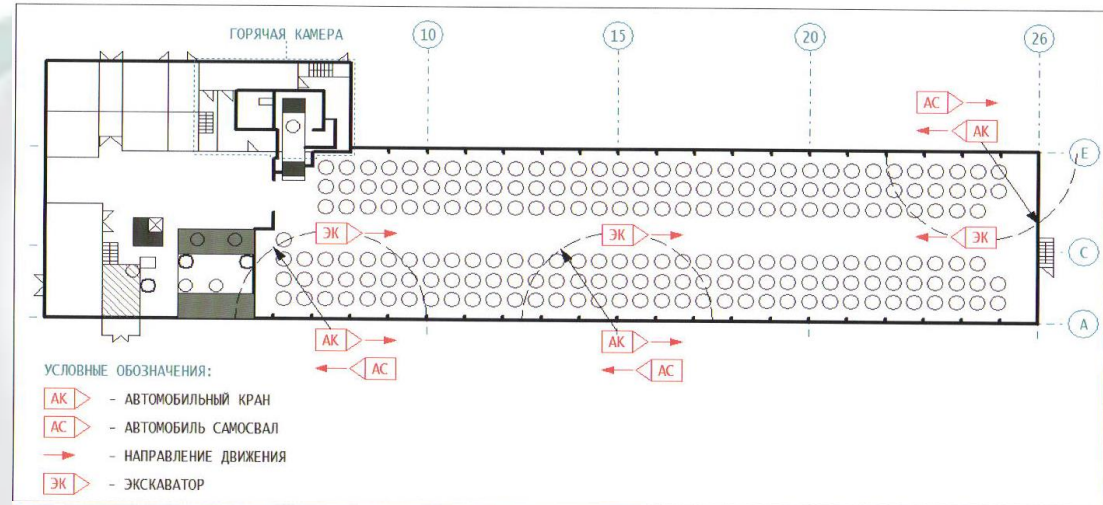 ГОРЯЧАЯ КАМЕРА
10
15
20
26
АС
АК
Е
ЭК
ЭК
ЭК
С
АК
АК
А
АС
АС
УСЛОВНЫЕ ОБОЗНАЧЕНИЯ:
АК - АВТОМОБИЛЬНЫЙ КРАН
АС - АВТОМОБИЛЬ САМОСВАЛ
- НАПРАВЛЕНИЕ ДВИЖЕНИЯ
ЭК - ЭКСКАВАТОР